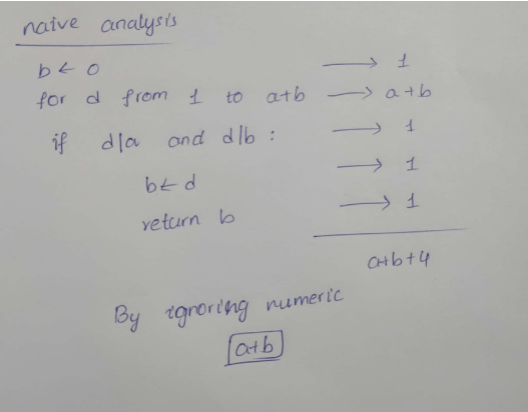 naive analysis
b ← 0 → 1
for d from 1 to a+b → a+b
if d|a and d|b : → 1
b ← d → 1
return b → 1
a+b+4
By ignoring numeric
a+b